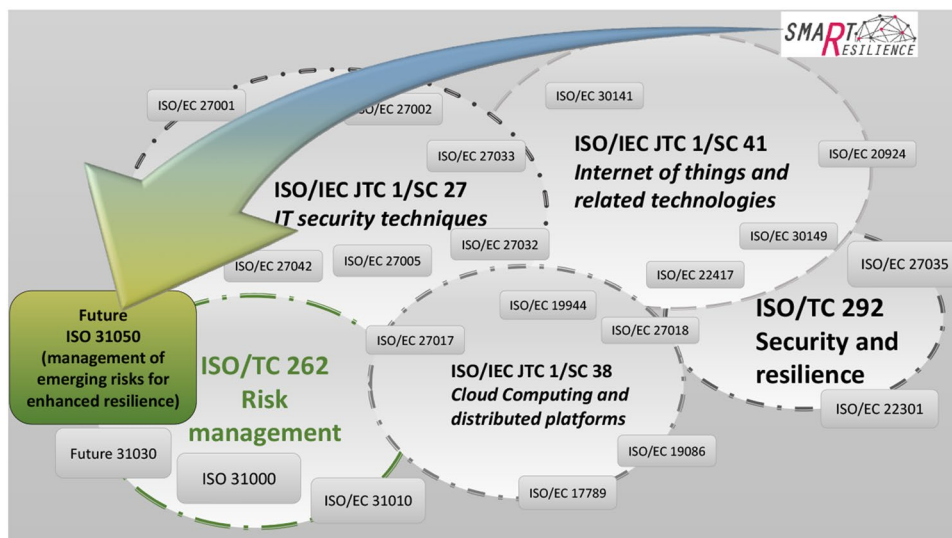 SMART
RESILIENCE
ISO/EC 27001
ISO/EC 27002
ISO/EC 30141
ISO/EC 27033
ISO/IEC JTC 1/SC 41
Internet of things and
related technologies
ISO/EC 20924
ISO/IEC JTC 1/SC 27
IT security techniques
ISO/EC 27032
ISO/EC 30149
ISO/EC 27042
ISO/EC 27005
ISO/EC 22417
ISO/EC 27035
Future
ISO 31050
(management of
emerging risks for
enhanced resilience)
ISO/EC 19944
ISO/EC 27017
ISO/EC 27018
ISO/TC 292
Security and
resilience
ISO/TC 262
Risk
management
ISO/IEC JTC 1/SC 38
Cloud Computing and
distributed platforms
ISO/EC 22301
Future 31030
ISO 31000
ISO/EC 31010
ISO/EC 19086
ISO/EC 17789